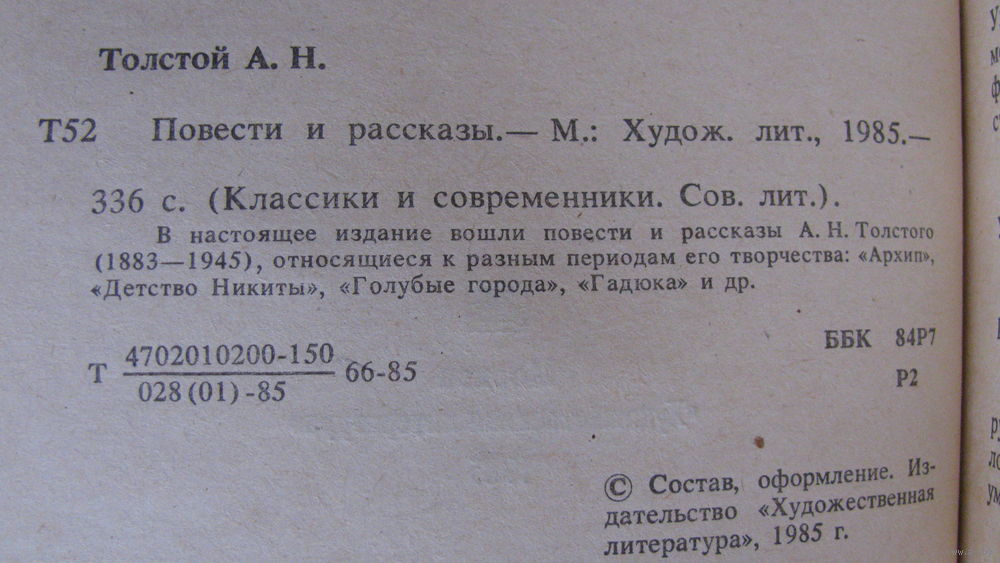 Толстой А. Н.
Т52 Повести и рассказы.— М.: Худож. лит., 1985.—
336 с. (Классики и современники. Сов. лит.).
В настоящее издание вошли повести и рассказы А. Н. Толстого
(1883—1945), относящиеся к разным периодам его творчества: «Архип»,
«Детство Никиты», «Голубые города», «Гадюка» и др.
Т 4702010200-150 66-85
028(01)-85
ББК 84Р7
Р2
© Состав, оформление. Из-
дательство «Художественная
литература», 1985 г.